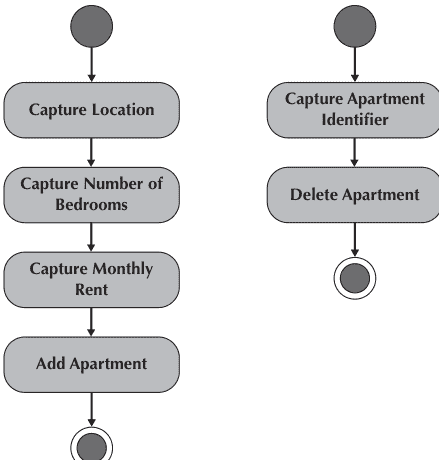 Capture Location
Capture Number of
Bedrooms
Capture Monthly
Rent
Add Apartment
Capture Apartment
Identifier
Delete Apartment